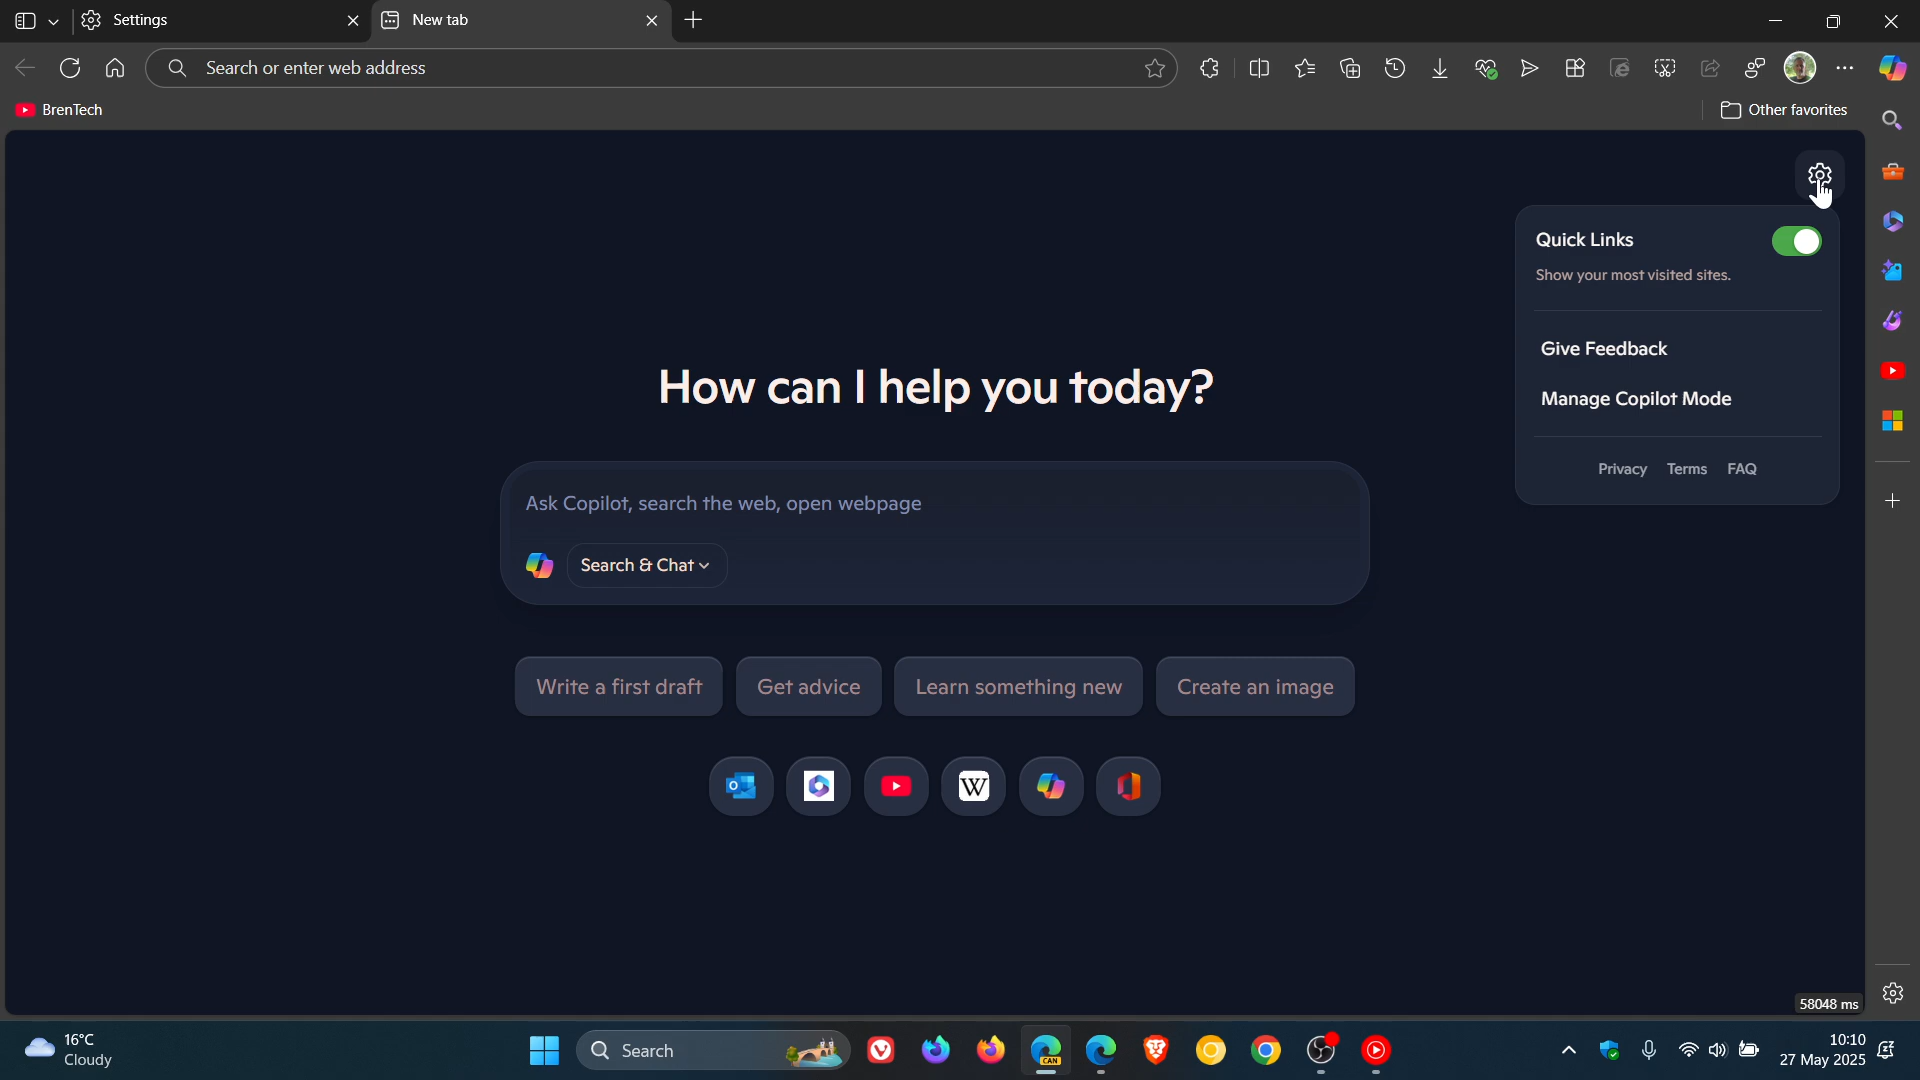 Settings
New tab
Search or enter web address
BrenTech
Other favorites
Quick Links
Show your most visited sites.
Give Feedback
Manage Copilot Mode
Privacy Terms FAQ
How can I help you today?
Ask Copilot, search the web, open webpage
Search & Chat
Write a first draft
Get advice
Learn something new
Create an image
W
58048 ms
16°C
Cloudy
Search
CAN
10:10
27 May 2025